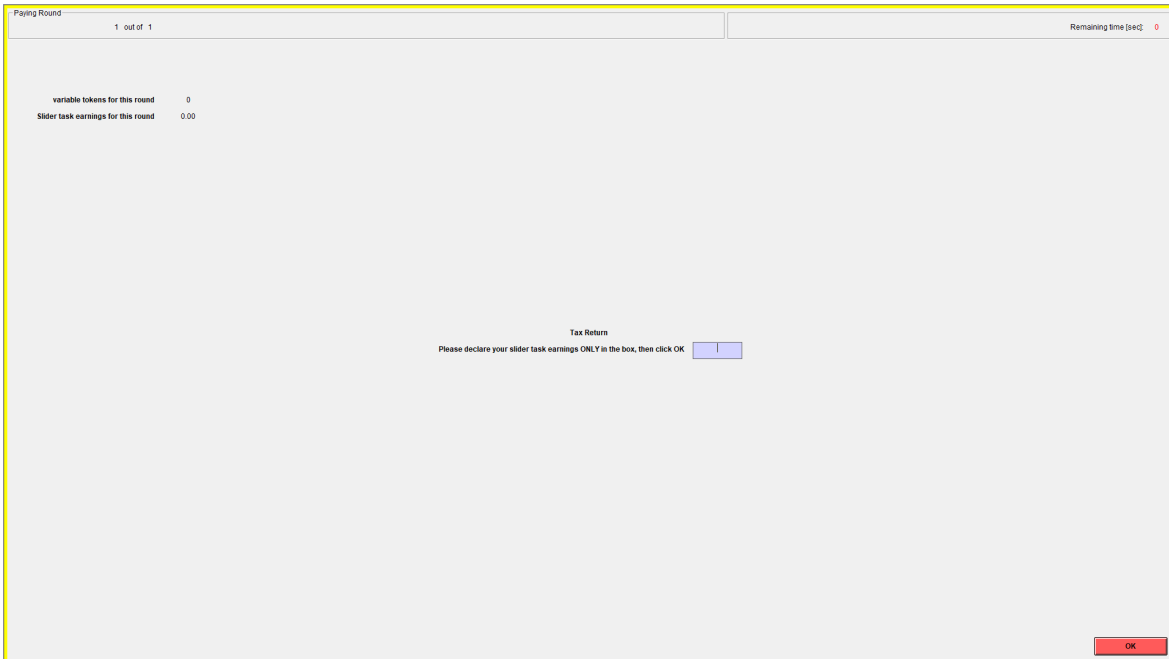 Paying Round
1 out of 1
Remaining time [sec]: 0
variable tokens for this round 0
Slider task earnings for this round 0.00
Tax Return
Please declare your slider task earnings ONLY in the box, then click OK
OK